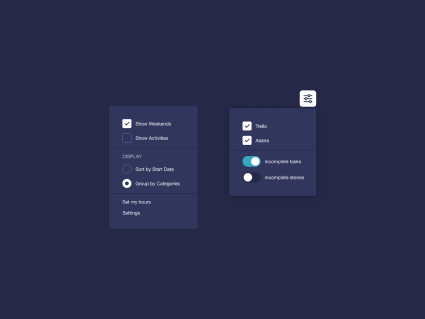 Show Weekends
Show Activities
DISPLAY
Sort by Start Date
Group by Categories
Set my hours
Settings
Trello
Asana
Incomplete tasks
Incomplete stories